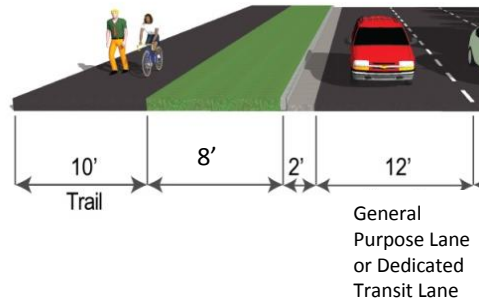 10’ 8’ 2’ 12’
Trail
General
Purpose Lane
or Dedicated
Transit Lane